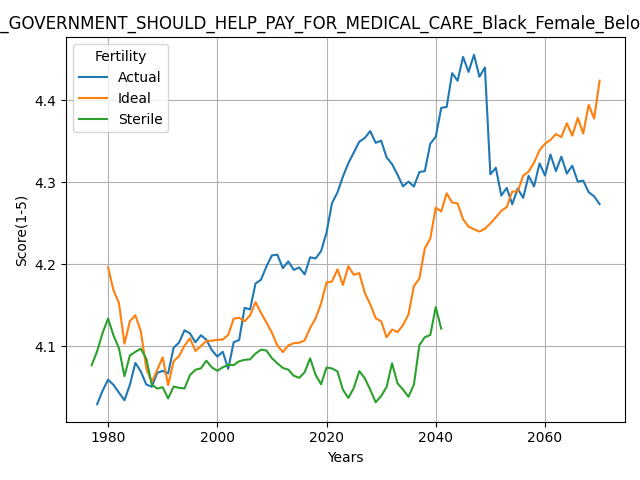 _GOVERNMENT_SHOULD_HELP_PAY_FOR_MEDICAL_CARE_Black_Female_Belo
Fertility
Actual
Ideal
Sterile
Score(1-5)
4.4
4.3
4.2
4.1
1980 2000 2020 2040 2060
Years